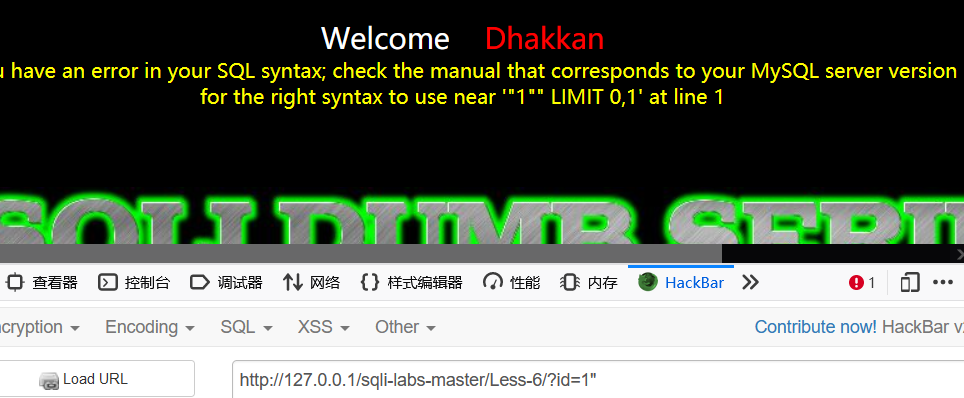 Welcome Dhakkan
u have an error in your SQL syntax; check the manual that corresponds to your MySQL server version
for the right syntax to use near '"1"" LIMIT 0,1' at line 1
SQLI DUMB SERI
查看器 控制台 调试器 网络 样式编辑器 性能 内存 HackBar 1
cryption Encoding SQL XSS Other Contribute now! HackBar v
Load URL http://127.0.0.1/sqli-labs-master/Less-6/?id=1"